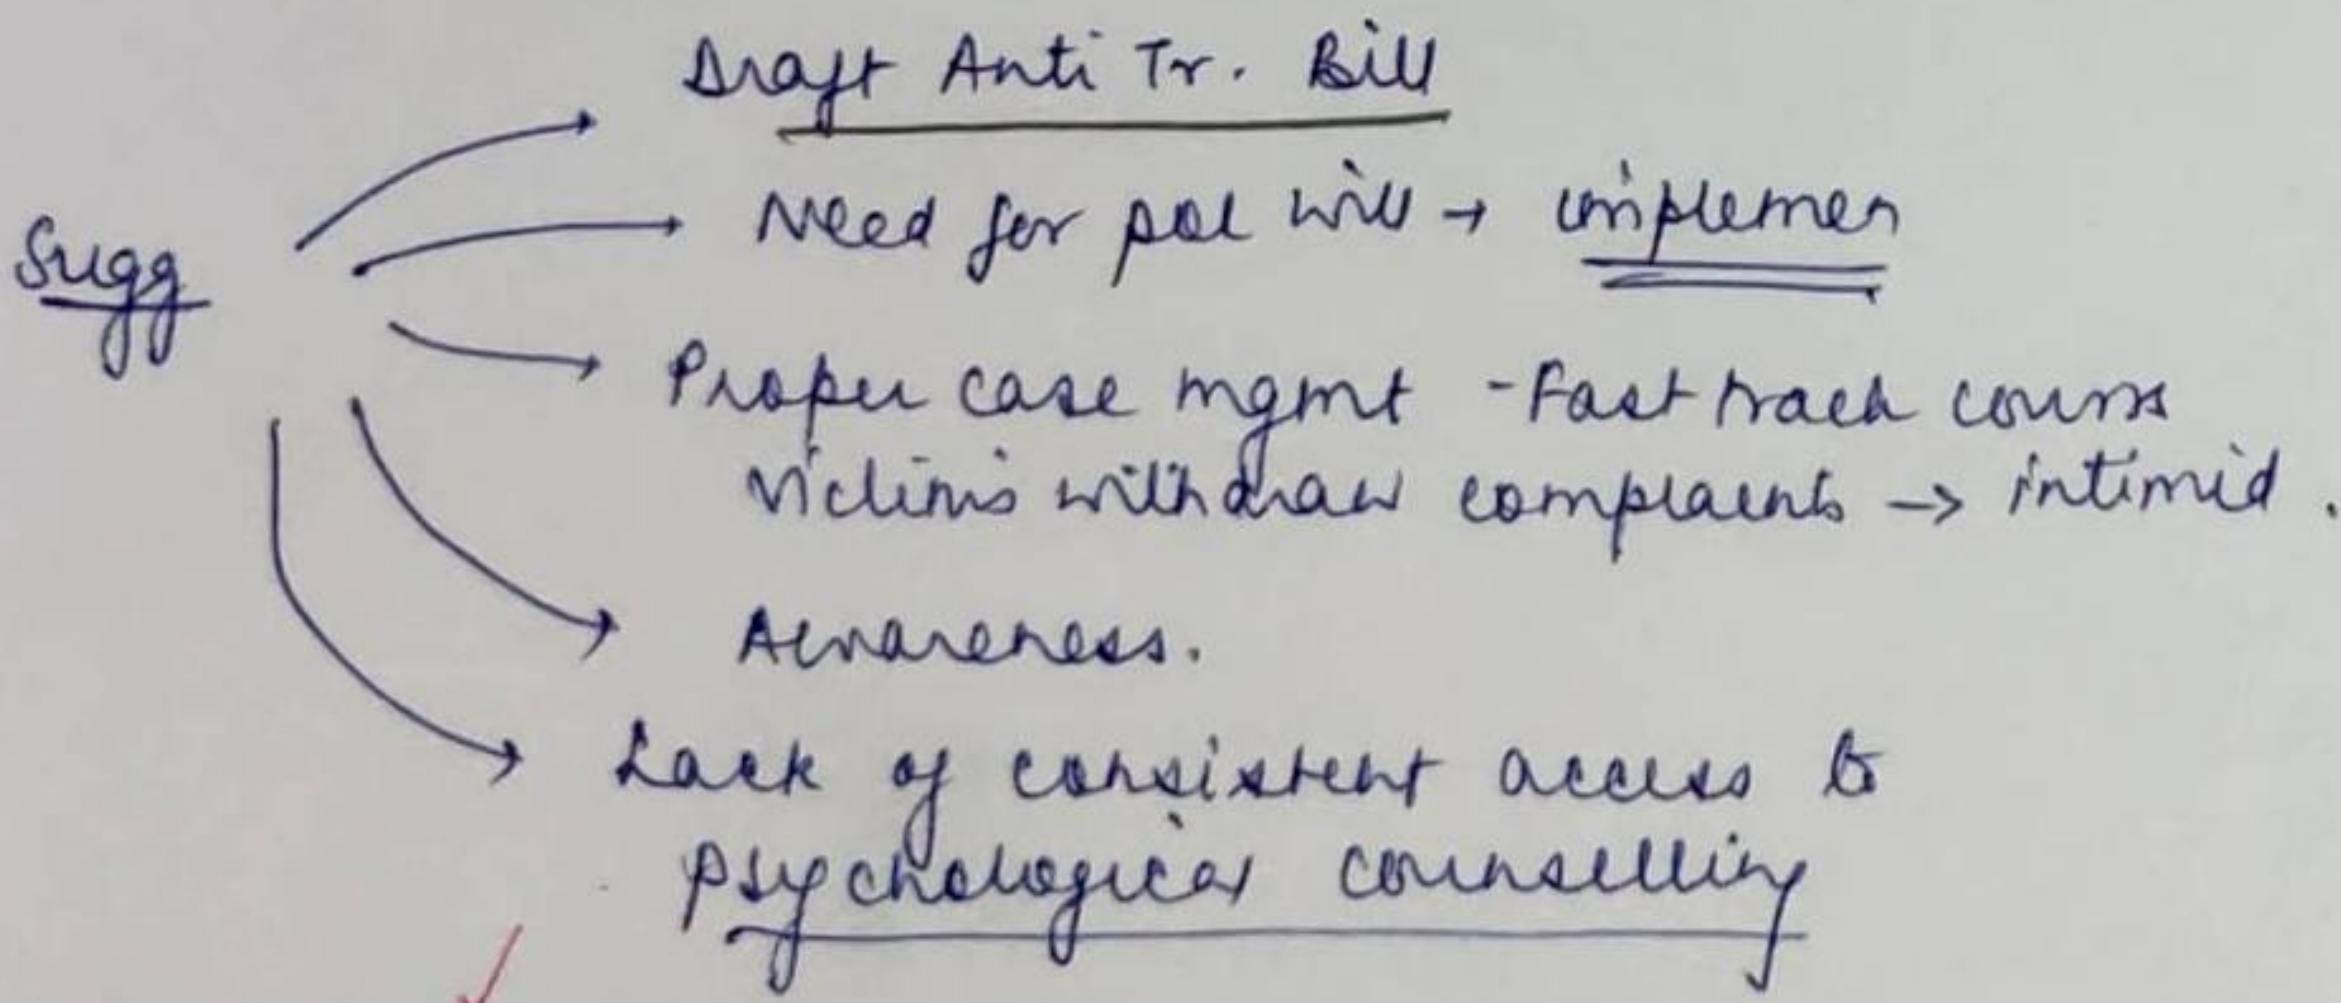 Draft Anti Tr. Bill
Sugg
Need for pol will → implemen
Proper case mgmt - Fast track courts
victims withdraw complaints → intimid.
Awareness.
Lack of consistent access to
psychological counselling